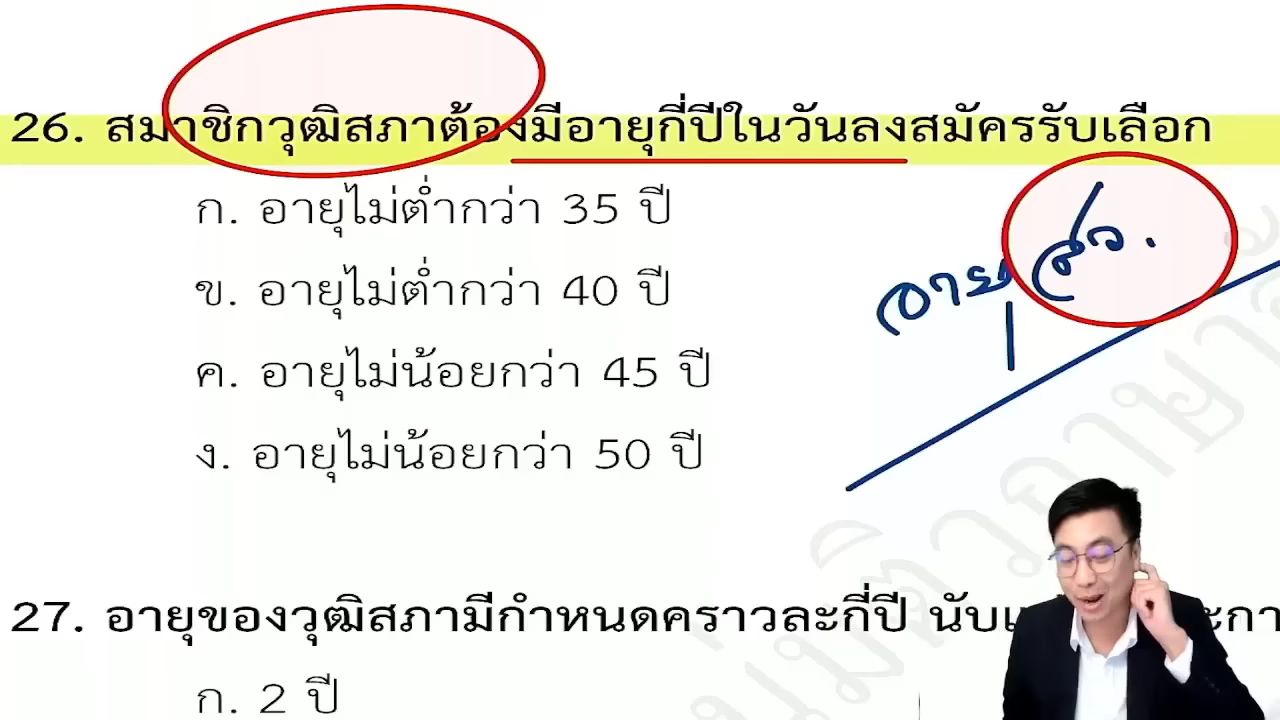 26. สมาชิกวุฒิสภาต้องมีอายุกี่ปีในวันลงสมัครรับเลือก
ก. อายุไม่ต่ำกว่า 35 ปี
ข. อายุไม่ต่ำกว่า 40 ปี
ค. อายุไม่น้อยกว่า 45 ปี
ง. อายุไม่น้อยกว่า 50 ปี
อายุ สว.
27. อายุของวุฒิสภามีกำหนดคราวละกี่ปี
ก. 2 ปี